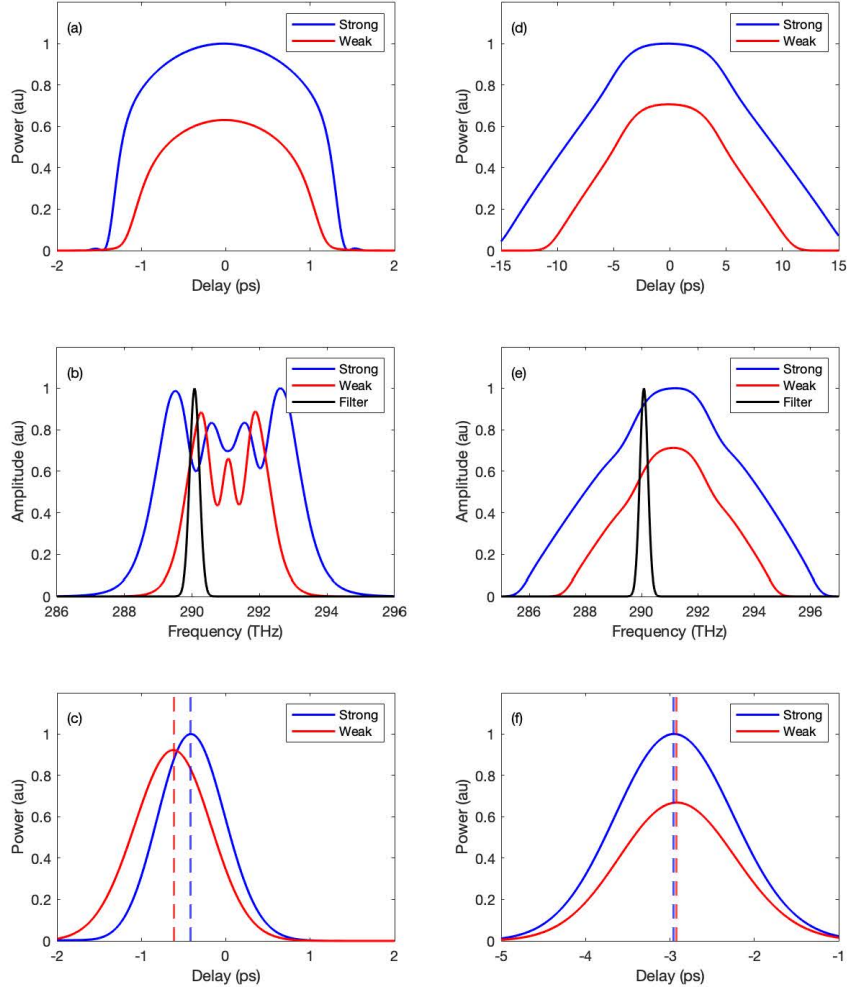 (a)
Strong
Weak
1
0.8
0.6
0.4
0.2
0
Power (au)
-2
-1
0
1
2
Delay (ps)
(d)
Strong
Weak
1
0.8
0.6
0.4
0.2
0
Power (au)
-15
-10
-5
0
5
10
15
Delay (ps)
(b)
Strong
Weak
Filter
1
0.8
0.6
0.4
0.2
0
Amplitude (au)
286
288
290
292
294
296
Frequency (THz)
(e)
Strong
Weak
Filter
1
0.8
0.6
0.4
0.2
0
Amplitude (au)
286
288
290
292
294
296
Frequency (THz)
(c)
Strong
Weak
1
0.8
0.6
0.4
0.2
0
Power (au)
-2
-1
0
1
2
Delay (ps)
(f)
Strong
Weak
1
0.8
0.6
0.4
0.2
0
Power (au)
-5
-4
-3
-2
-1
Delay (ps)